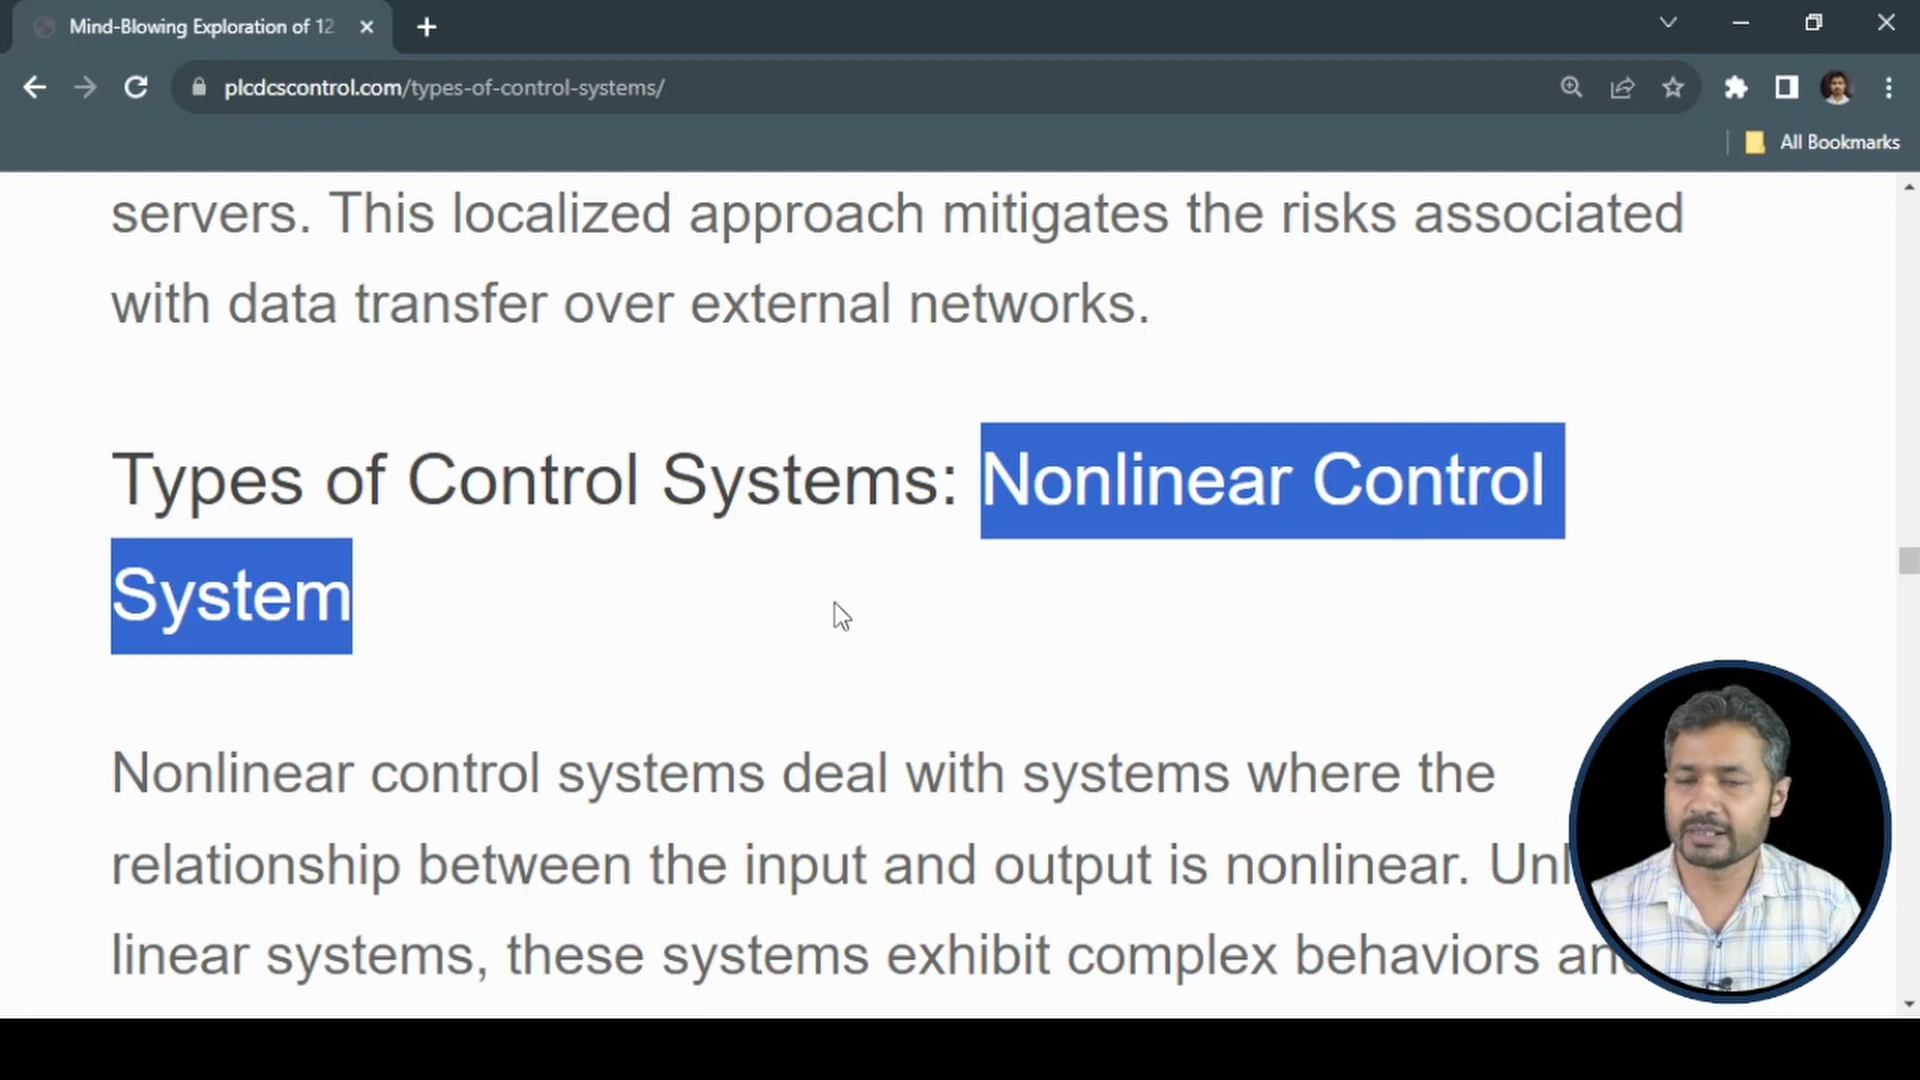 Mind-Blowing Exploration of 12
plcdcscontrol.com/types-of-control-systems/
All Bookmarks
servers. This localized approach mitigates the risks associated
with data transfer over external networks.
Types of Control Systems: Nonlinear Control
System
Nonlinear control systems deal with systems where the
relationship between the input and output is nonlinear.
linear systems, these systems exhibit complex behaviors